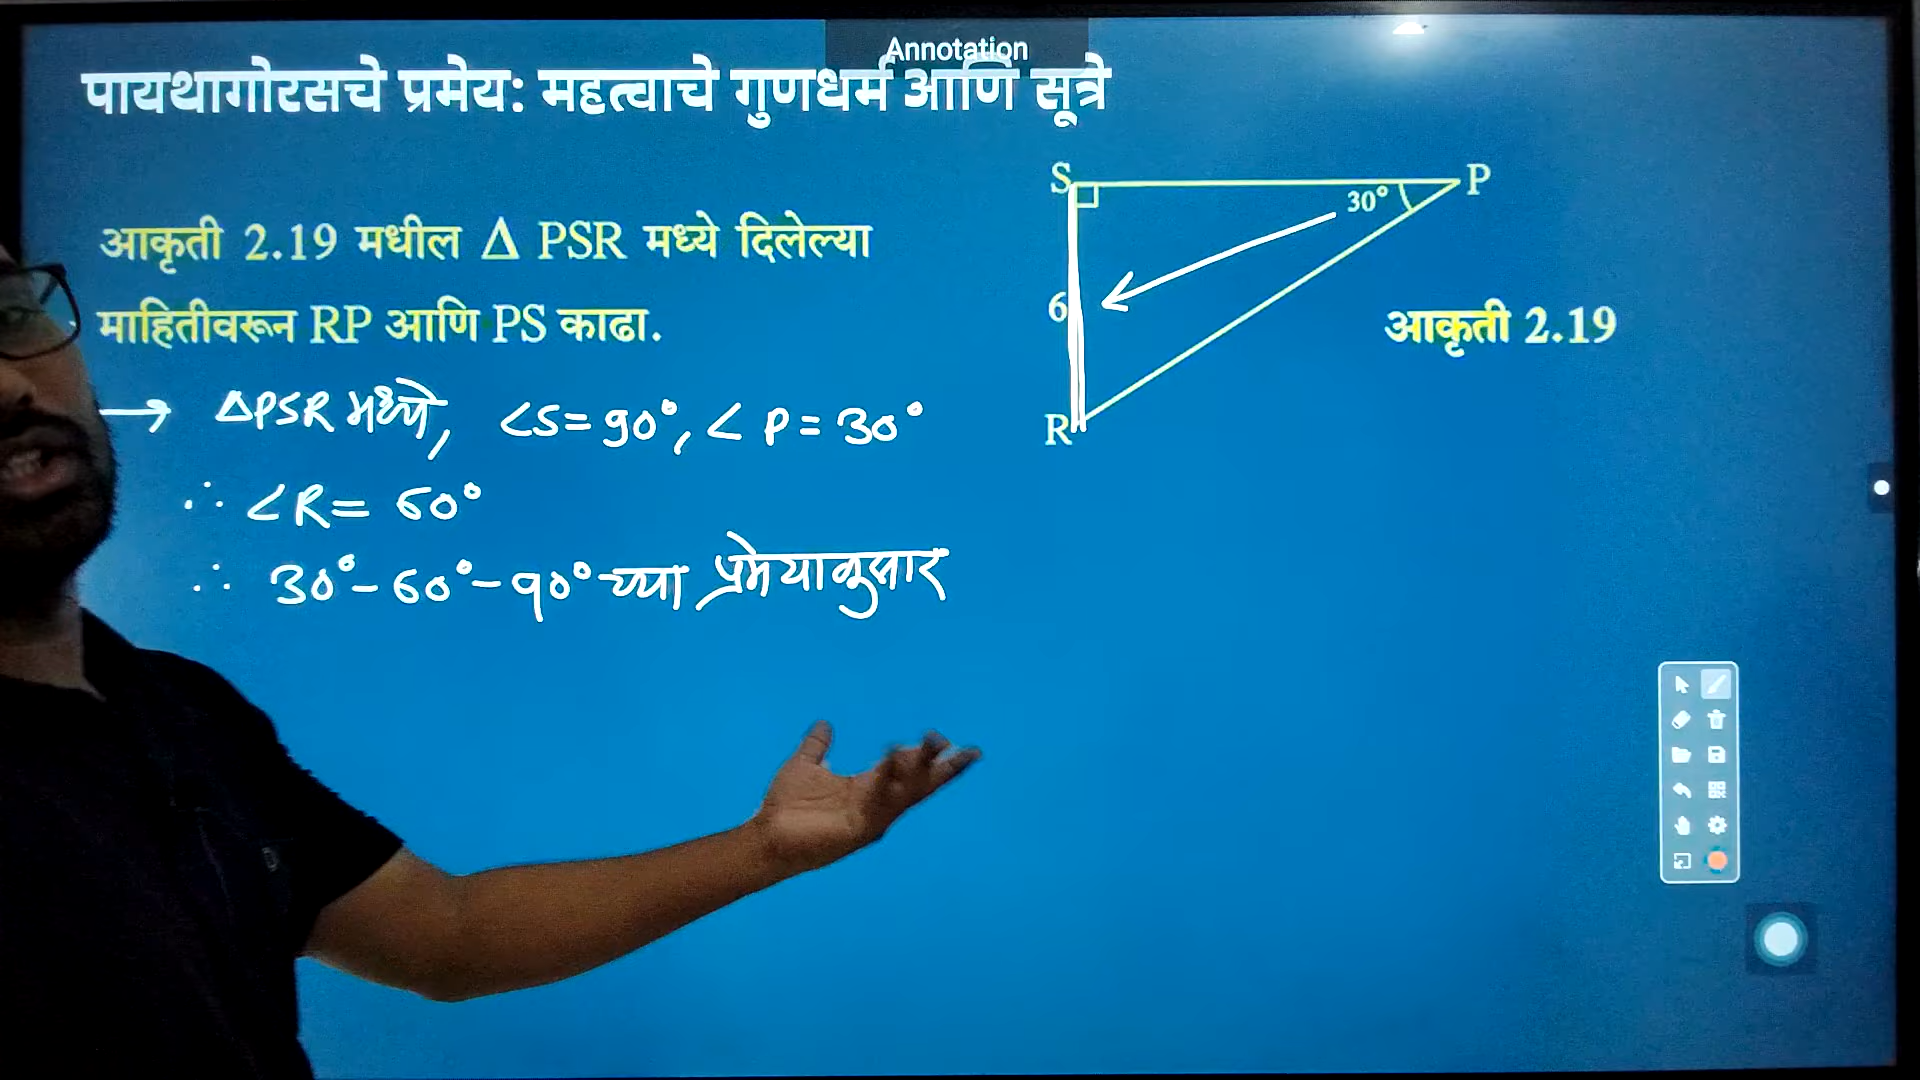 Annotation
पायथागोरसचे प्रमेय: महत्वाचे गुणधर्म आणि सूत्रे
आकृती 2.19 मधील Δ PSR मध्ये दिलेल्या
माहितीवरून RP आणि PS काढा.
→ ΔPSR मध्ये, ∠S=90°, ∠P=30°
∴ ∠R= 60°
∴ 30°-60°-90° च्या प्रमेयानुसार
S
P
30°
6
R
आकृती 2.19